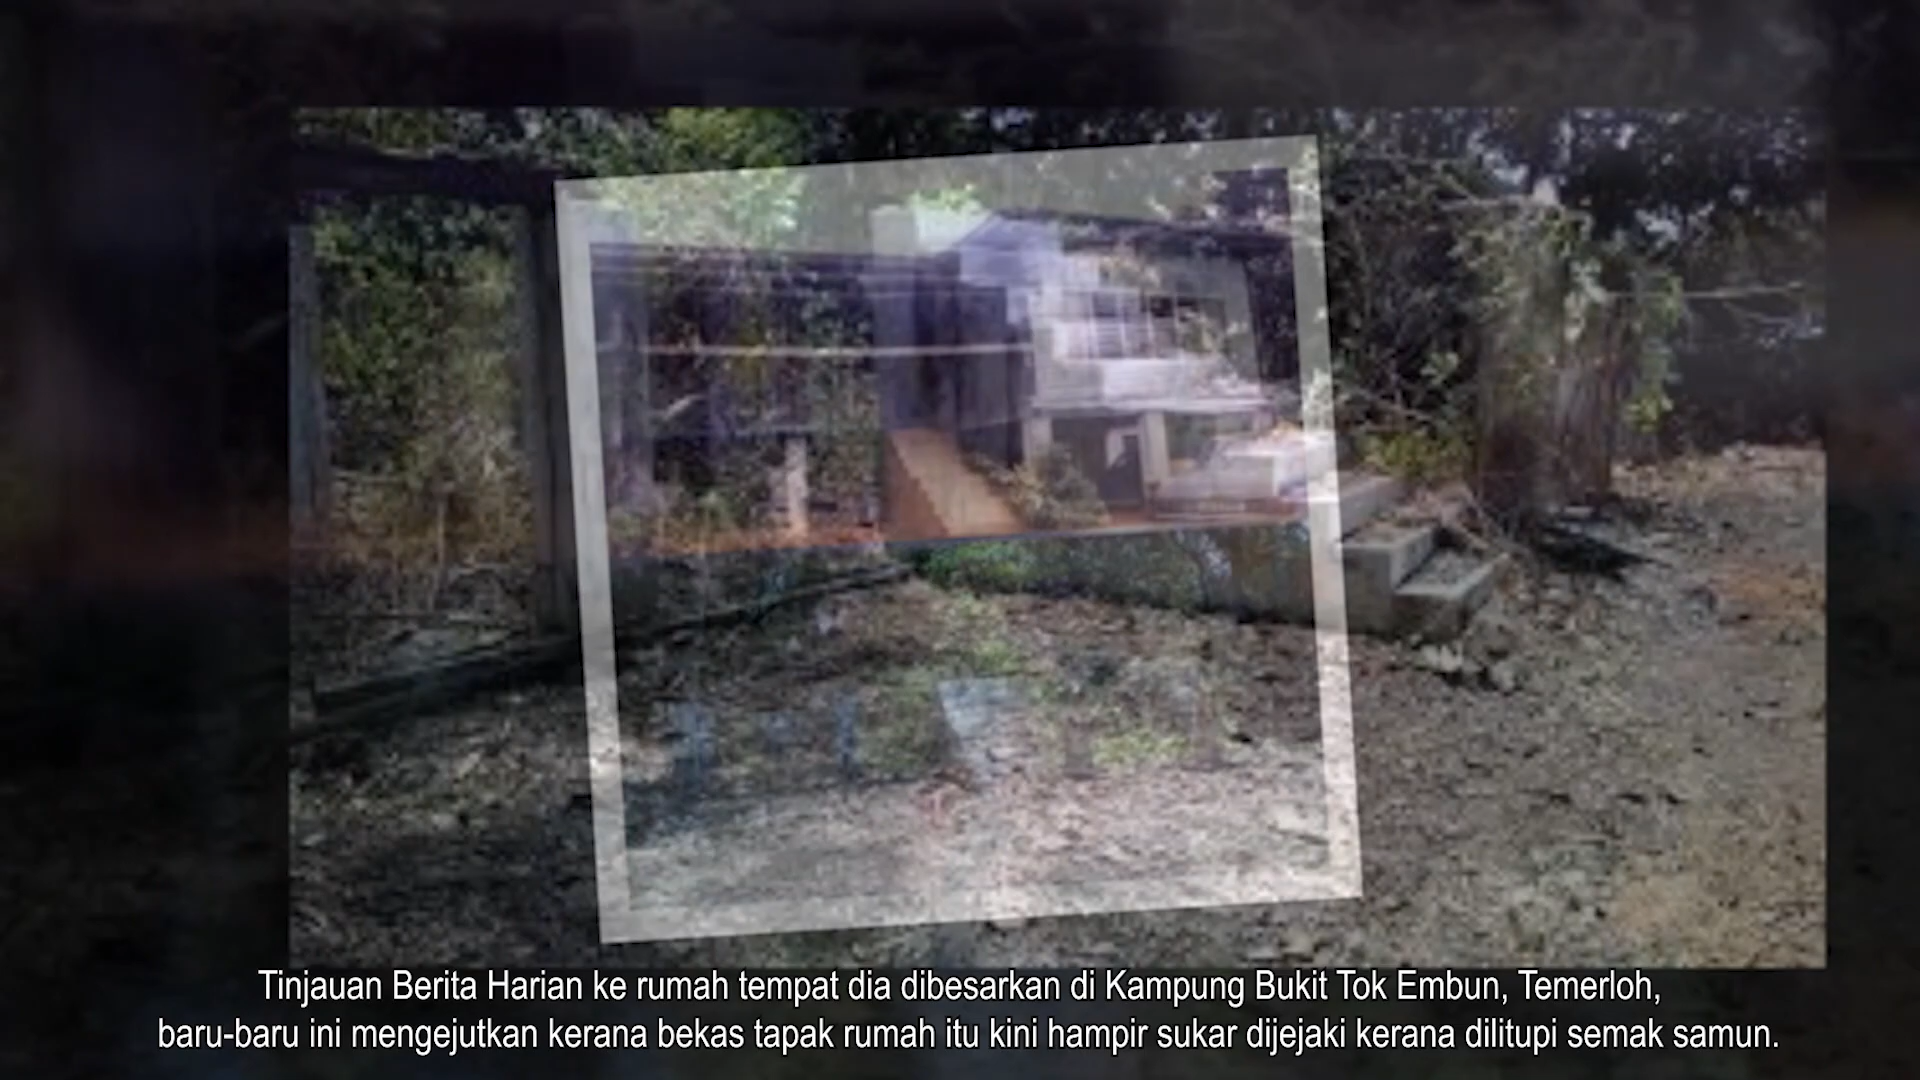 Tinjauan Berita Harian ke rumah tempat dia dibesarkan di Kampung Bukit Tok Embun, Temerloh,
baru-baru ini mengejutkan kerana bekas tapak rumah itu kini hampir sukar dijejaki kerana dilitupi semak samun.